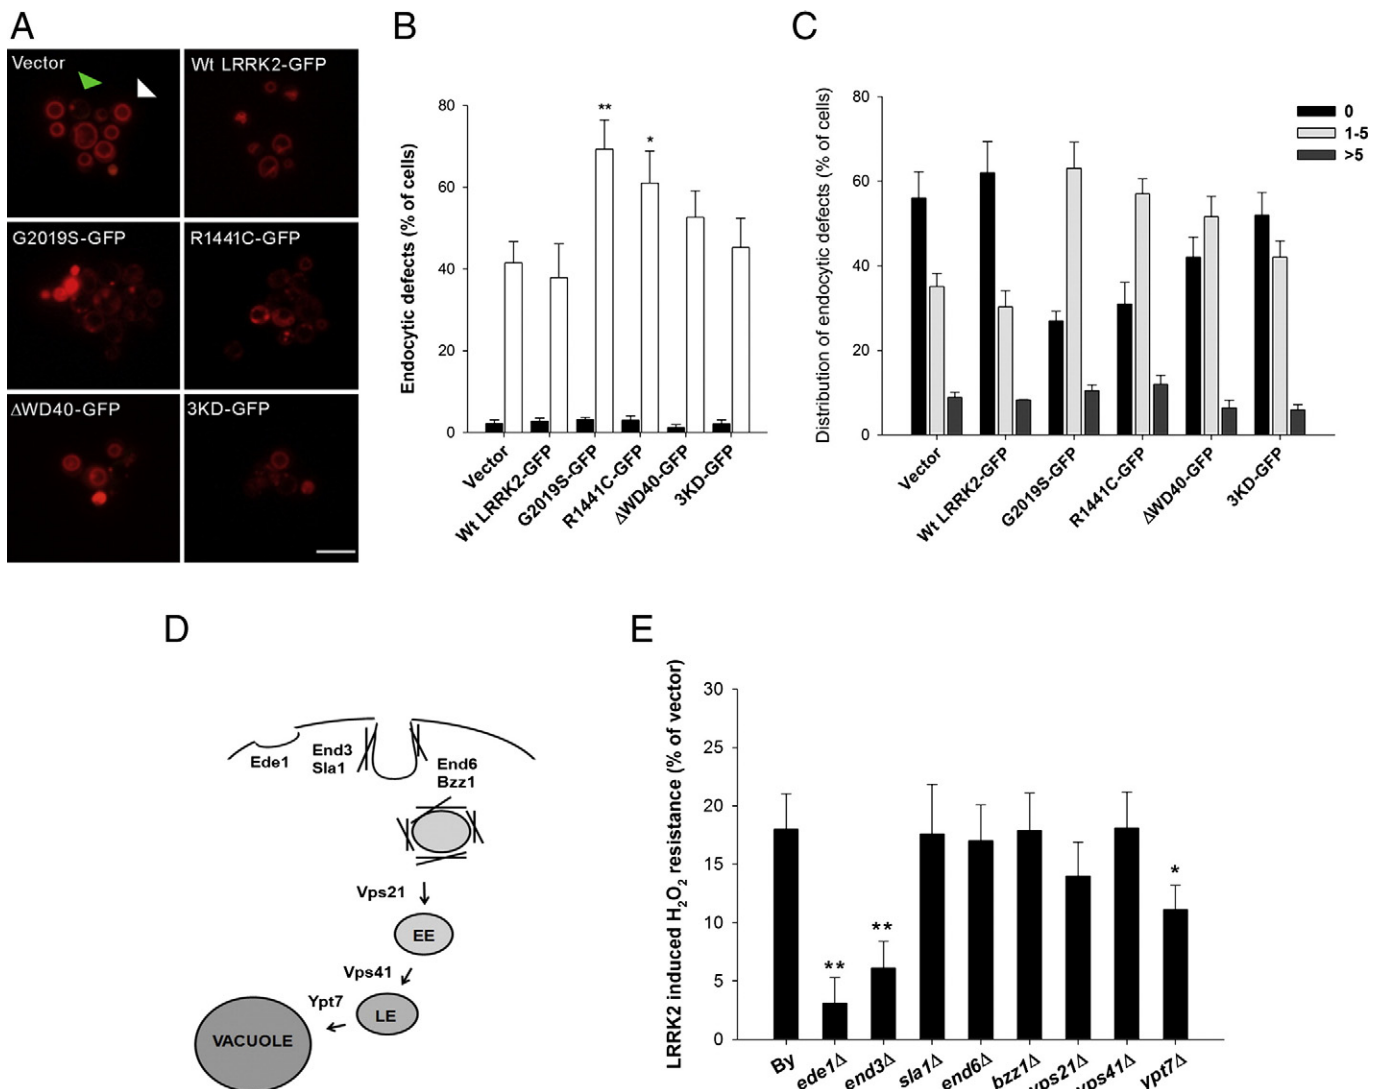 A
Vector
Wt LRRK2-GFP
G2019S-GFP
R1441C-GFP
ΔWD40-GFP
3KD-GFP
B
Endocytic defects (% of cells)
80
60
40
20
0
**
*
Vector
Wt LRRK2-GFP
G2019S-GFP
R1441C-GFP
ΔWD40-GFP
3KD-GFP
C
Distribution of endocytic defects (% of cells)
80
60
40
20
0
0
1-5
>5
Vector
Wt LRRK2-GFP
G2019S-GFP
R1441C-GFP
ΔWD40-GFP
3KD-GFP
D
Ede1
End3
Sla1
End6
Bzz1
Vps21
EE
Vps41
LE
Ypt7
VACUOLE
E
LRRK2 induced H₂O₂ resistance (% of vector)
30
25
20
15
10
5
0
**
**
*
By
ede1Δ
end3Δ
sla1Δ
end6Δ
bzz1Δ
vps21Δ
vps41Δ
ypt7Δ